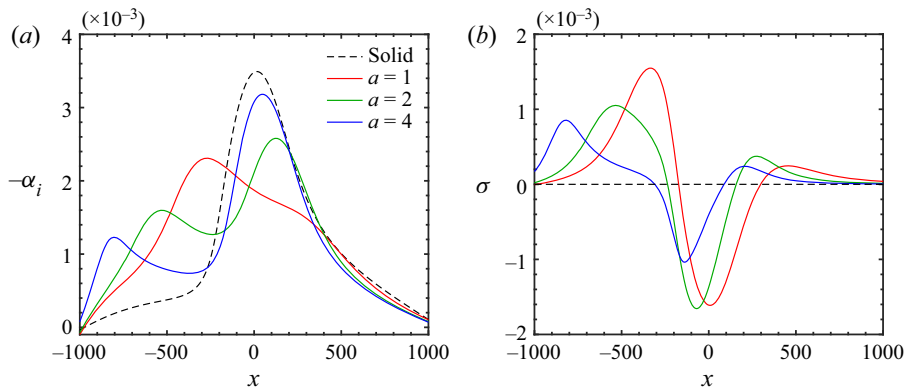 (a)
(×10⁻³)
4
3
2
1
0
−αᵢ
−1000
−500
0
500
1000
x
Solid
a = 1
a = 2
a = 4
(b)
(×10⁻³)
2
1
0
−1
−2
σ
−1000
−500
0
500
1000
x